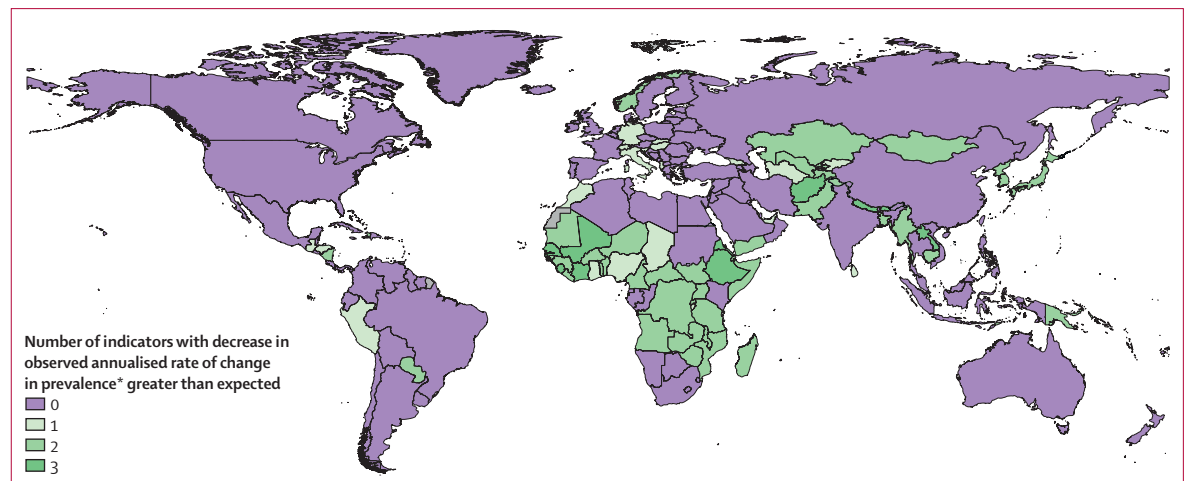 Number of indicators with decrease in
observed annualised rate of change
in prevalence* greater than expected
0
1
2
3